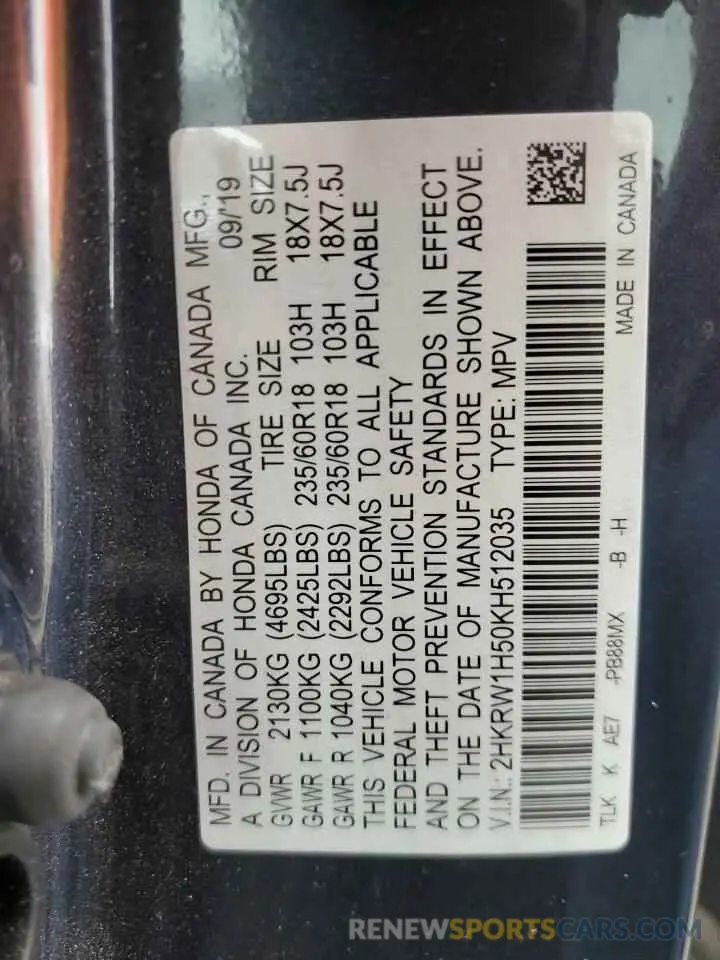 MFD. IN CANADA BY HONDA OF CANADA MFG.,
A DIVISION OF HONDA CANADA INC. 09/19
GVWR 2130KG (4695LBS) TIRE SIZE RIM SIZE
GAWR F 1100KG (2425LBS) 235/60R18 103H 18X7.5J
GAWR R 1040KG (2292LBS) 235/60R18 103H 18X7.5J
THIS VEHICLE CONFORMS TO ALL APPLICABLE
FEDERAL MOTOR VEHICLE SAFETY
AND THEFT PREVENTION STANDARDS IN EFFECT
ON THE DATE OF MANUFACTURE SHOWN ABOVE.
V.I.N.: 2HKRW1H50KH512035 TYPE: MPV
TLK K AE7 -PB88MX -B -H MADE IN CANADA
RENEWSPORTSCARS.COM